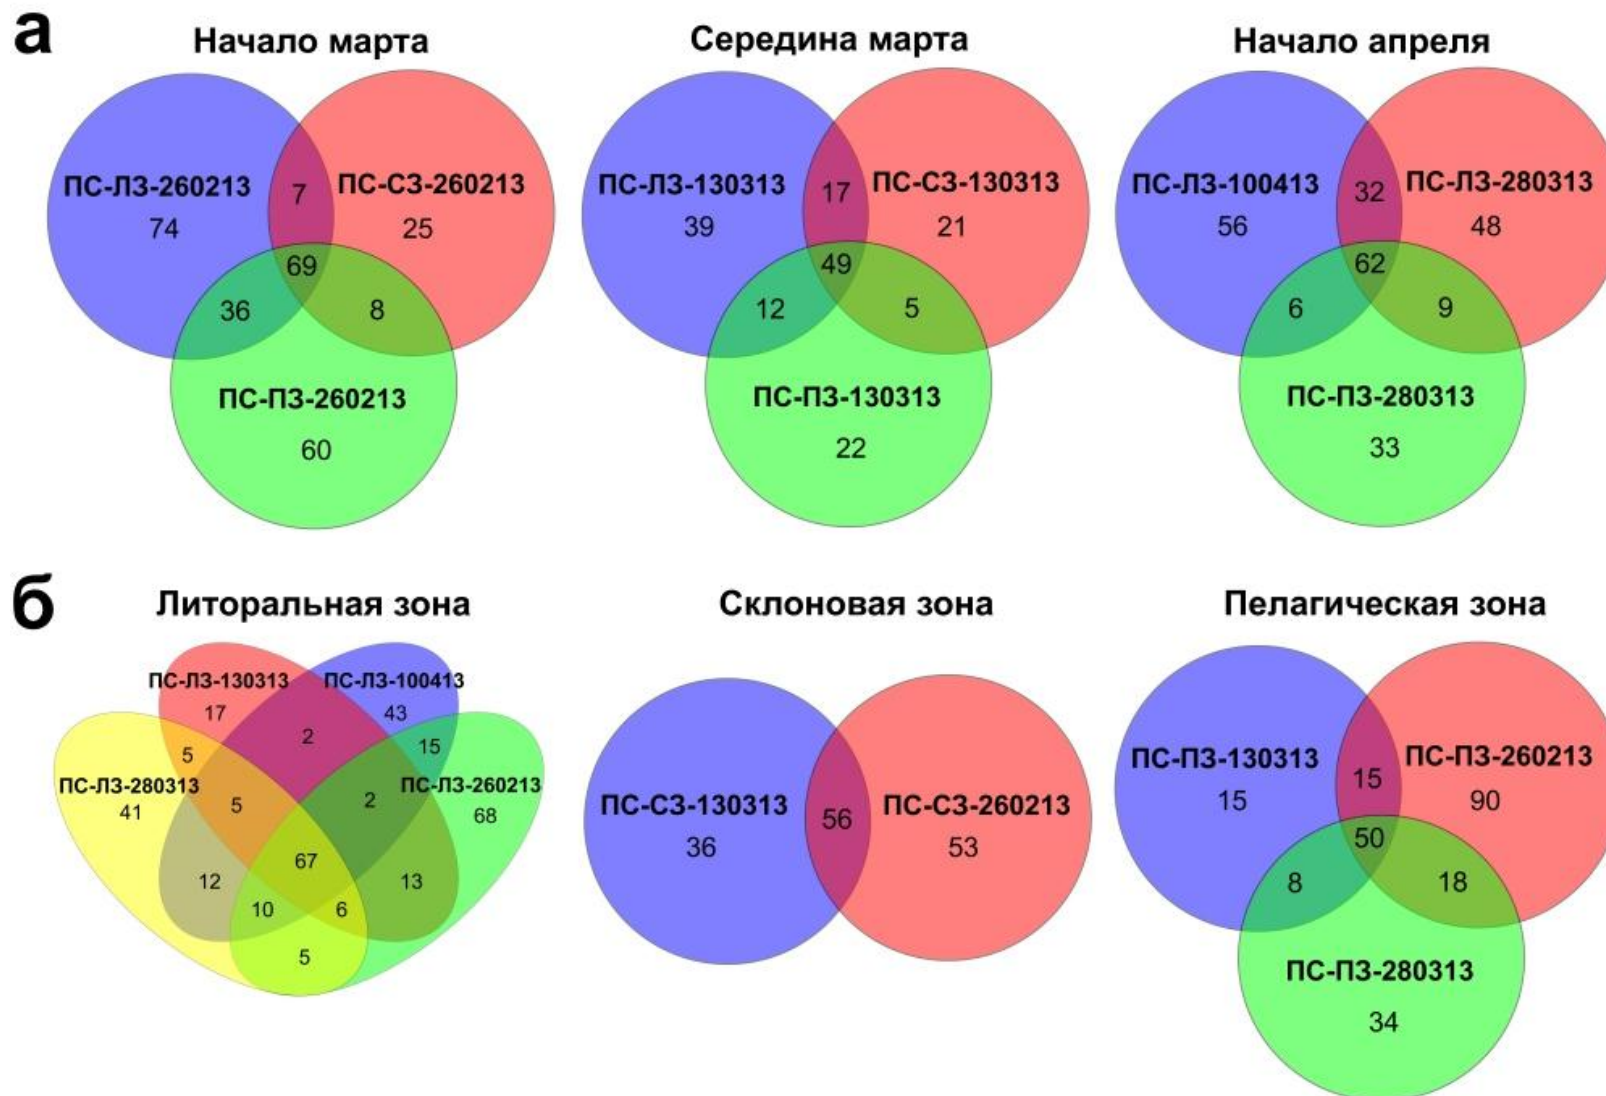 а
Начало марта
Середина марта
Начало апреля
ПС-ЛЗ-260213
74
7
ПС-СЗ-260213
25
69
36
8
ПС-ПЗ-260213
60
ПС-ЛЗ-130313
39
17
ПС-СЗ-130313
21
49
12
5
ПС-ПЗ-130313
22
ПС-ЛЗ-100413
56
32
ПС-ЛЗ-280313
48
62
6
9
ПС-ПЗ-280313
33
б
Литоральная зона
Склоновая зона
Пелагическая зона
ПС-ЛЗ-130313
17
ПС-ЛЗ-100413
43
2
5
15
ПС-ЛЗ-280313
41
5
2
ПС-ЛЗ-260213
68
67
12
13
10
6
5
ПС-СЗ-130313
36
56
ПС-СЗ-260213
53
ПС-ПЗ-130313
15
15
ПС-ПЗ-260213
90
50
8
18
ПС-ПЗ-280313
34